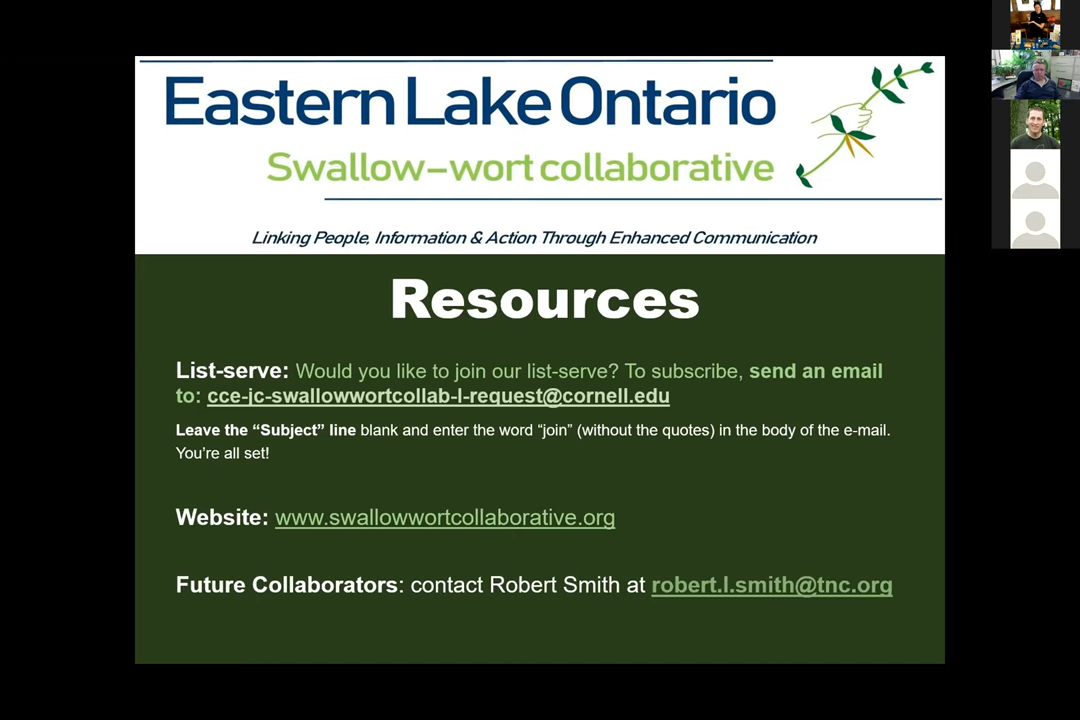 Eastern Lake Ontario
Swallow-wort collaborative
Linking People, Information & Action Through Enhanced Communication
Resources
List-serve: Would you like to join our list-serve? To subscribe, send an email
to: cce-jc-swallowwortcollab-l-request@cornell.edu
Leave the “Subject” line blank and enter the word “join” (without the quotes) in the body of the e-mail.
You’re all set!
Website: www.swallowwortcollaborative.org
Future Collaborators: contact Robert Smith at robert.l.smith@tnc.org